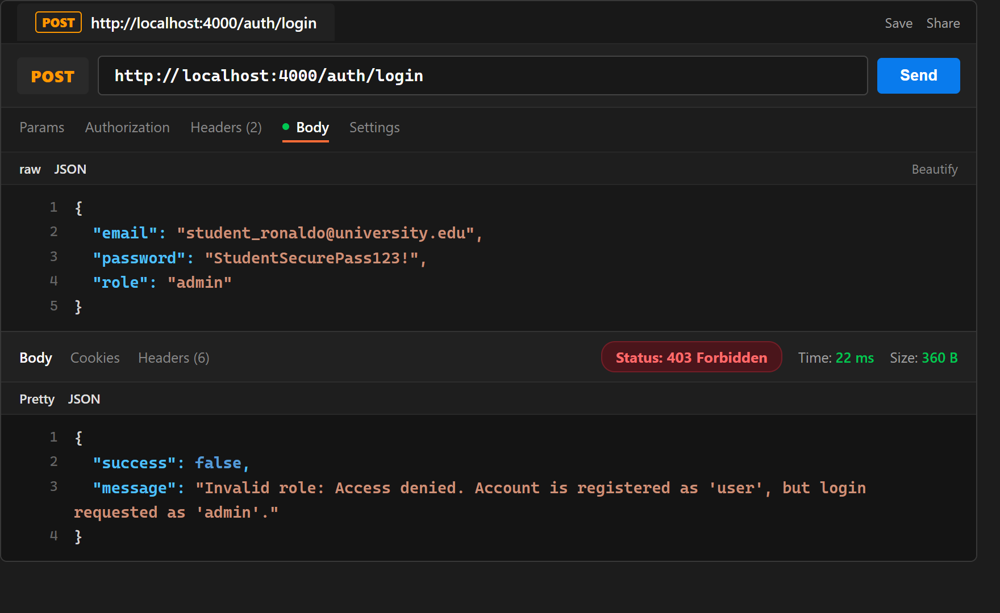 POST http://localhost:4000/auth/login Save Share
POST http://localhost:4000/auth/login Send
Params Authorization Headers (2) Body Settings
raw JSON Beautify
1 {
2 "email": "student_ronaldo@university.edu",
3 "password": "StudentSecurePass123!",
4 "role": "admin"
5 }
Body Cookies Headers (6) Status: 403 Forbidden Time: 22 ms Size: 360 B
Pretty JSON
1 {
2 "success": false,
3 "message": "Invalid role: Access denied. Account is registered as 'user', but login
requested as 'admin'."
4 }